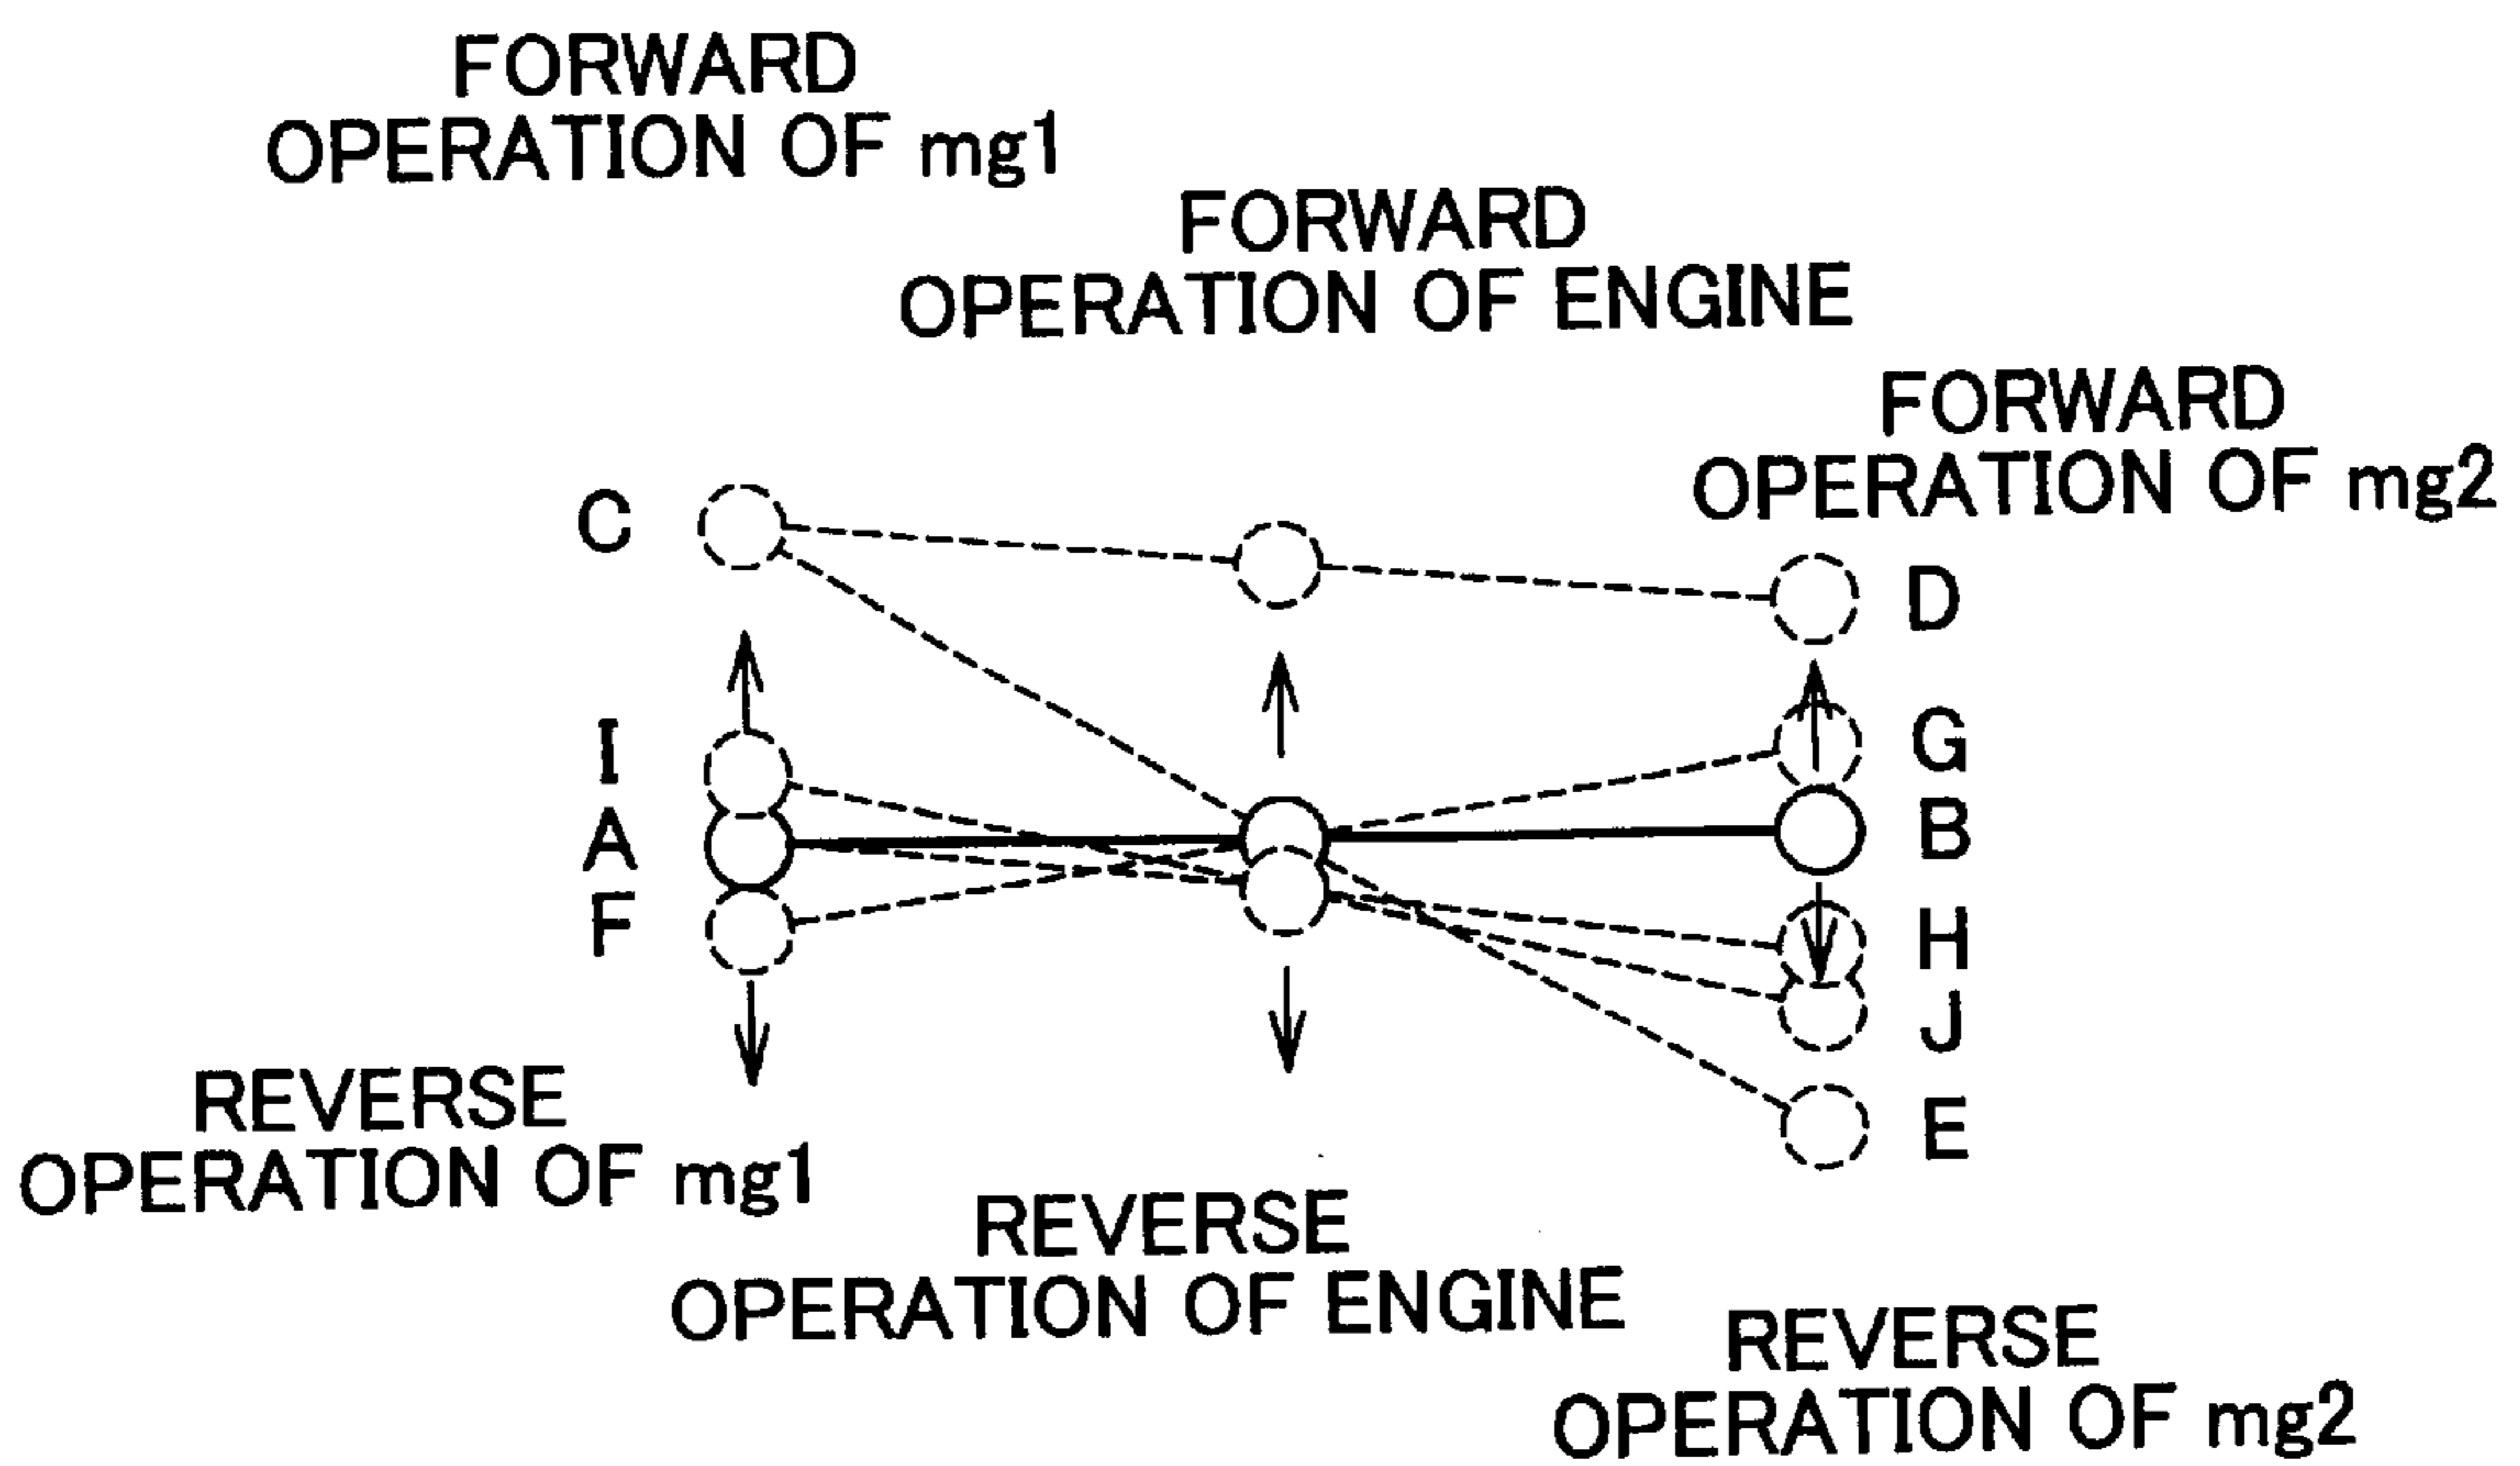 FORWARD
OPERATION OF mg1
FORWARD
OPERATION OF ENGINE
FORWARD
OPERATION OF mg2
C
D
I
G
A
B
F
H
J
E
REVERSE
OPERATION OF mg1
REVERSE
OPERATION OF ENGINE
REVERSE
OPERATION OF mg2